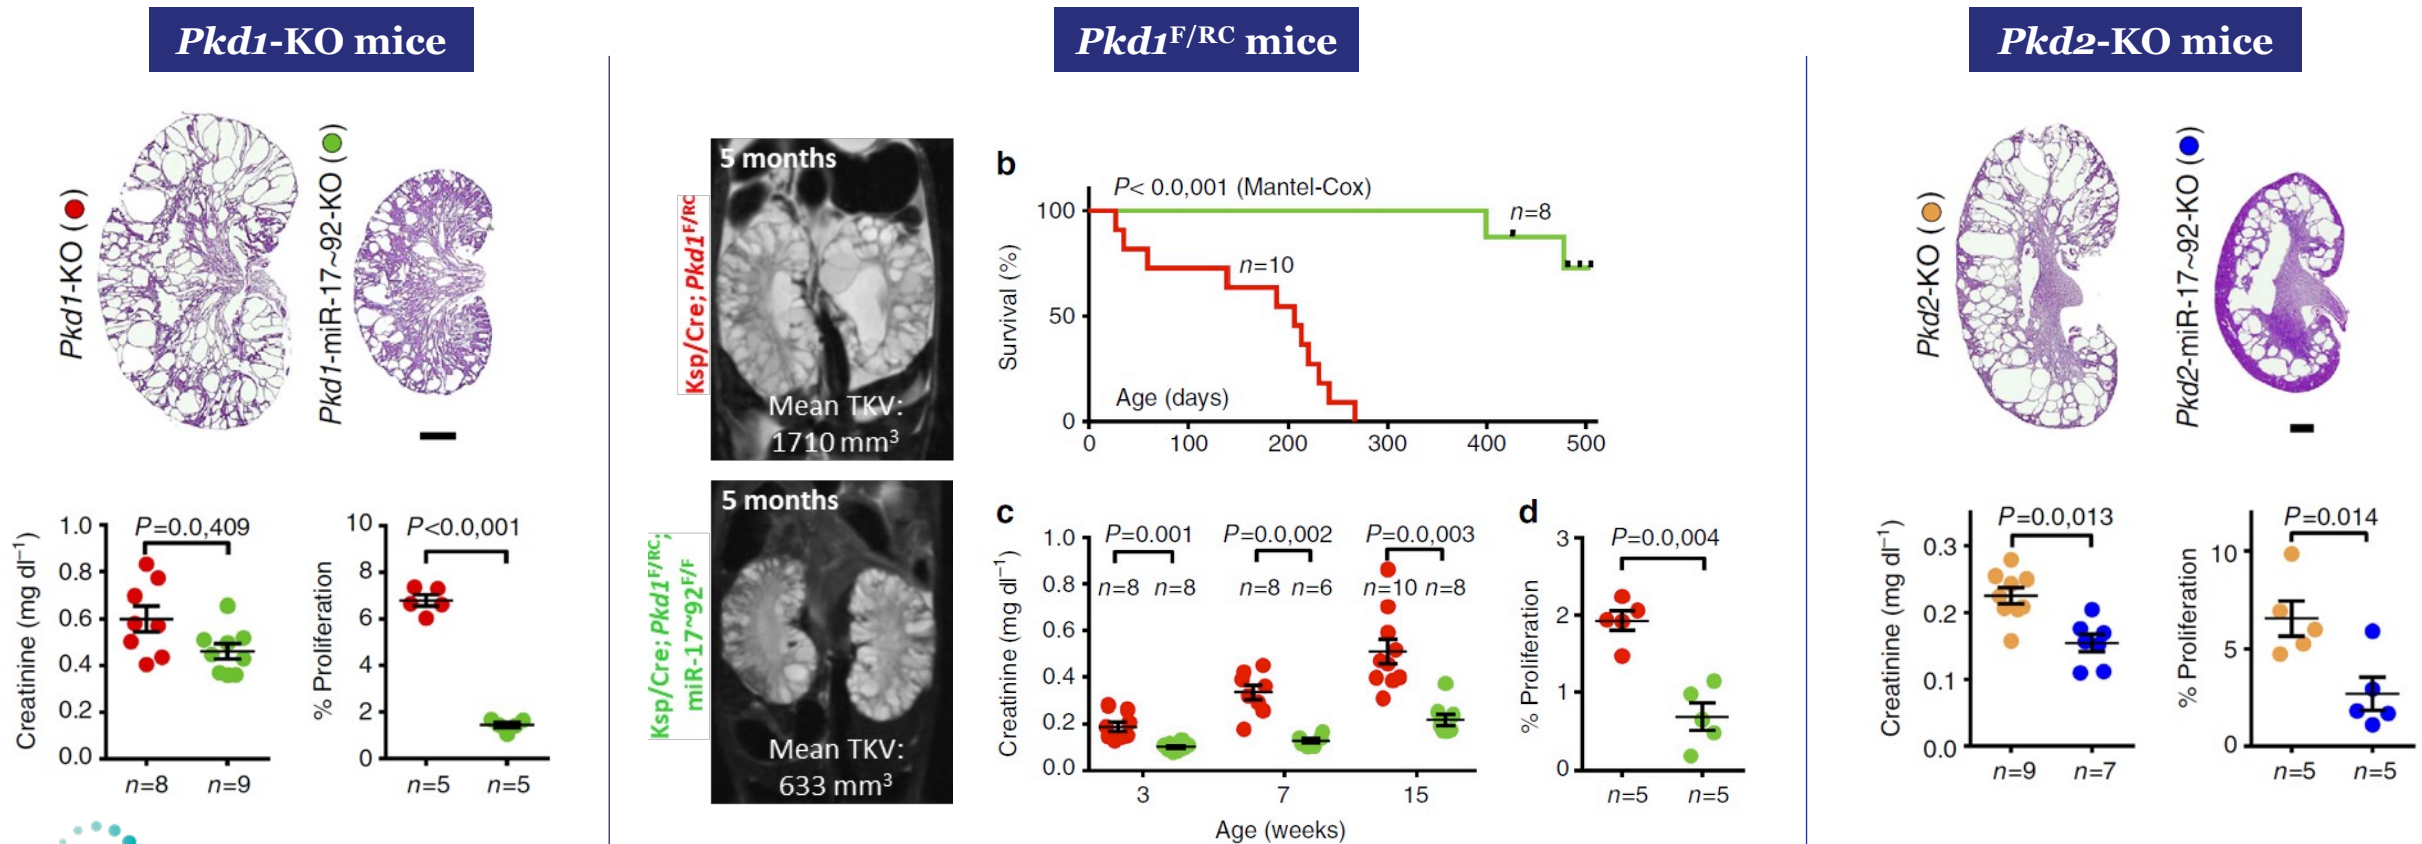 Pkd1-KO mice
Pkd1-KO ( )
Pkd1-miR-17~92-KO ( )
1.0
0.8
0.6
0.4
0.2
0.0
Creatinine (mg dl⁻¹)
P=0.0,409
n=8
n=9
10
8
6
4
2
0
% Proliferation
P<0.0,001
n=5
n=5
Pkd1F/RC mice
Ksp/Cre; Pkd1F/RC
5 months
Mean TKV:
1710 mm³
Ksp/Cre; Pkd1F/RC;
miR-17~92F/F
5 months
Mean TKV:
633 mm³
b
P< 0.0,001 (Mantel-Cox)
Survival (%)
100
50
0
n=8
n=10
Age (days)
0
100
200
300
400
500
c
Creatinine (mg dl⁻¹)
1.0
0.8
0.6
0.4
0.2
0.0
P=0.001
P=0.0,002
P=0.0,003
n=8
n=8
n=8
n=6
n=10
n=8
3
7
15
Age (weeks)
d
% Proliferation
3
2
1
0
P=0.0,004
n=5
n=5
Pkd2-KO mice
Pkd2-KO ( )
Pkd2-miR-17~92-KO ( )
Creatinine (mg dl⁻¹)
0.3
0.2
0.1
0.0
P=0.0,013
n=9
n=7
% Proliferation
10
5
0
P=0.014
n=5
n=5